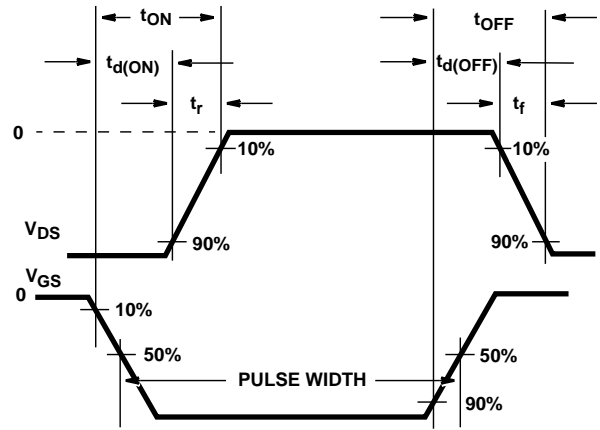 tON
tOFF
td(ON)
td(OFF)
tr
tf
0
10%
10%
VDS
90%
90%
VGS
0
10%
50%
50%
PULSE WIDTH
90%